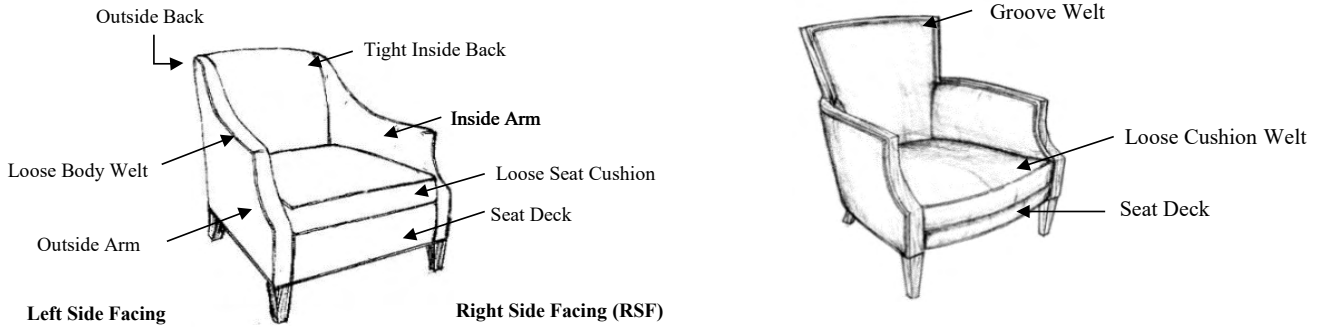 Outside Back
Tight Inside Back
Inside Arm
Loose Body Welt
Loose Seat Cushion
Seat Deck
Outside Arm
Left Side Facing
Right Side Facing (RSF)
Groove Welt
Loose Cushion Welt
Seat Deck